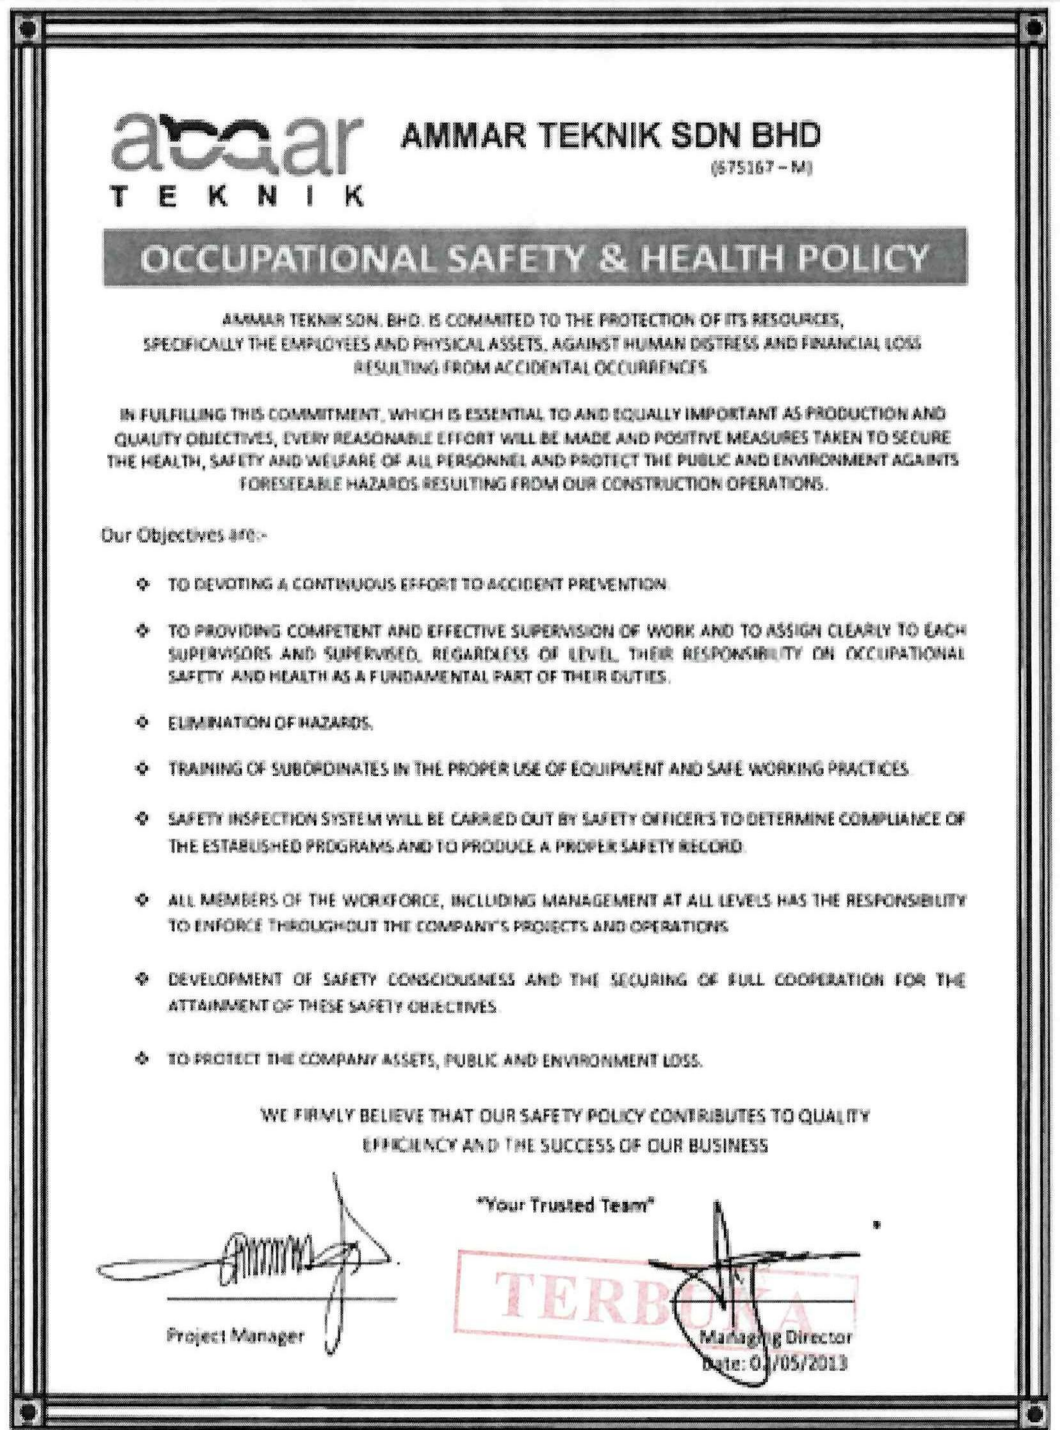 ammar
TEKNIK
AMMAR TEKNIK SDN BHD
(675167 – M)
OCCUPATIONAL SAFETY & HEALTH POLICY
AMMAR TEKNIK SDN. BHD. IS COMMITED TO THE PROTECTION OF ITS RESOURCES,
SPECIFICALLY THE EMPLOYEES AND PHYSICAL ASSETS, AGAINST HUMAN DISTRESS AND FINANCIAL LOSS
RESULTING FROM ACCIDENTAL OCCURRENCES
IN FULFILLING THIS COMMITMENT, WHICH IS ESSENTIAL TO AND EQUALLY IMPORTANT AS PRODUCTION AND
QUALITY OBJECTIVES, EVERY REASONABLE EFFORT WILL BE MADE AND POSITIVE MEASURES TAKEN TO SECURE
THE HEALTH, SAFETY AND WELFARE OF ALL PERSONNEL AND PROTECT THE PUBLIC AND ENVIRONMENT AGAINTS
FORESEEABLE HAZARDS RESULTING FROM OUR CONSTRUCTION OPERATIONS.
Our Objectives are:-
❖ TO DEVOTING A CONTINUOUS EFFORT TO ACCIDENT PREVENTION.
❖ TO PROVIDING COMPETENT AND EFFECTIVE SUPERVISION OF WORK AND TO ASSIGN CLEARLY TO EACH
SUPERVISORS AND SUPERVISED, REGARDLESS OF LEVEL, THEIR RESPONSIBILITY ON OCCUPATIONAL
SAFETY AND HEALTH AS A FUNDAMENTAL PART OF THEIR DUTIES.
❖ ELIMINATION OF HAZARDS.
❖ TRAINING OF SUBORDINATES IN THE PROPER USE OF EQUIPMENT AND SAFE WORKING PRACTICES
❖ SAFETY INSPECTION SYSTEM WILL BE CARRIED OUT BY SAFETY OFFICER'S TO DETERMINE COMPLIANCE OF
THE ESTABLISHED PROGRAMS AND TO PRODUCE A PROPER SAFETY RECORD.
❖ ALL MEMBERS OF THE WORKFORCE, INCLUDING MANAGEMENT AT ALL LEVELS HAS THE RESPONSIBILITY
TO ENFORCE THROUGHOUT THE COMPANY'S PROJECTS AND OPERATIONS
❖ DEVELOPMENT OF SAFETY CONSCIOUSNESS AND THE SECURING OF FULL COOPERATION FOR THE
ATTAINMENT OF THESE SAFETY OBJECTIVES.
❖ TO PROTECT THE COMPANY ASSETS, PUBLIC AND ENVIRONMENT LOSS.
WE FIRMLY BELIEVE THAT OUR SAFETY POLICY CONTRIBUTES TO QUALITY
EFFICIENCY AND THE SUCCESS OF OUR BUSINESS
"Your Trusted Team"
TERBUKA
Project Manager
Managing Director
Date: /05/2013